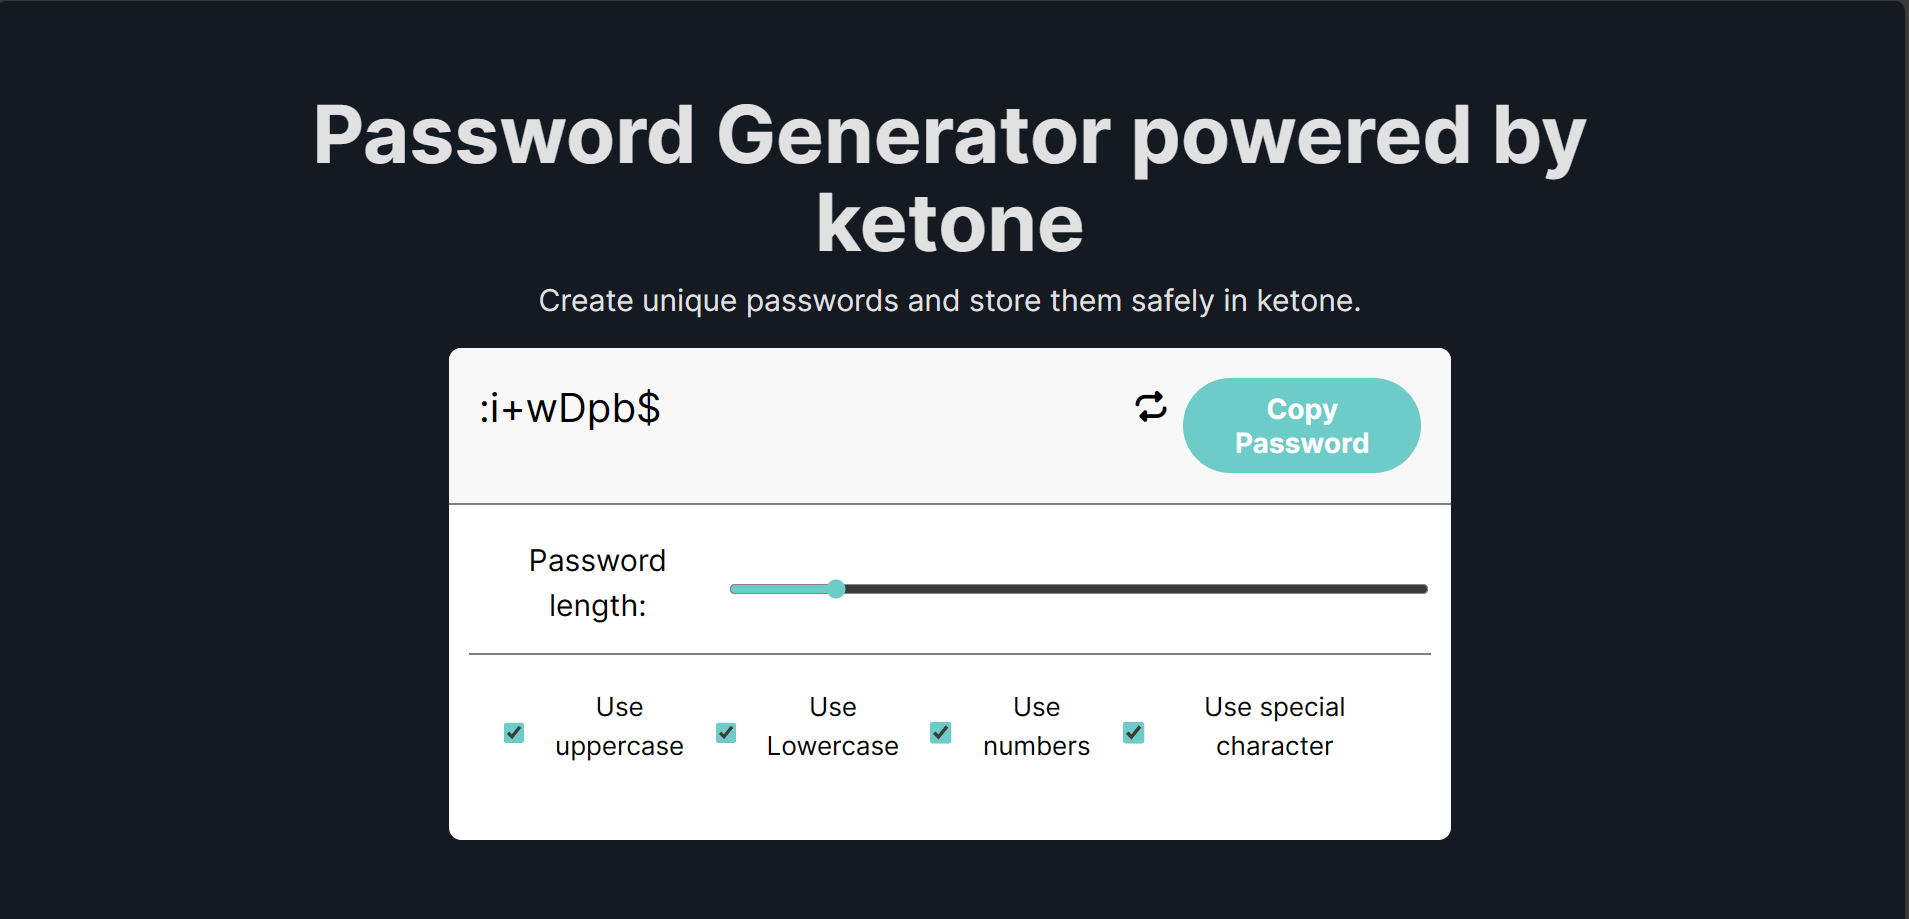 Password Generator powered by
ketone
Create unique passwords and store them safely in ketone.
:i+wDpb$
Copy
Password
Password
length:
Use
uppercase
Use
Lowercase
Use
numbers
Use special
character